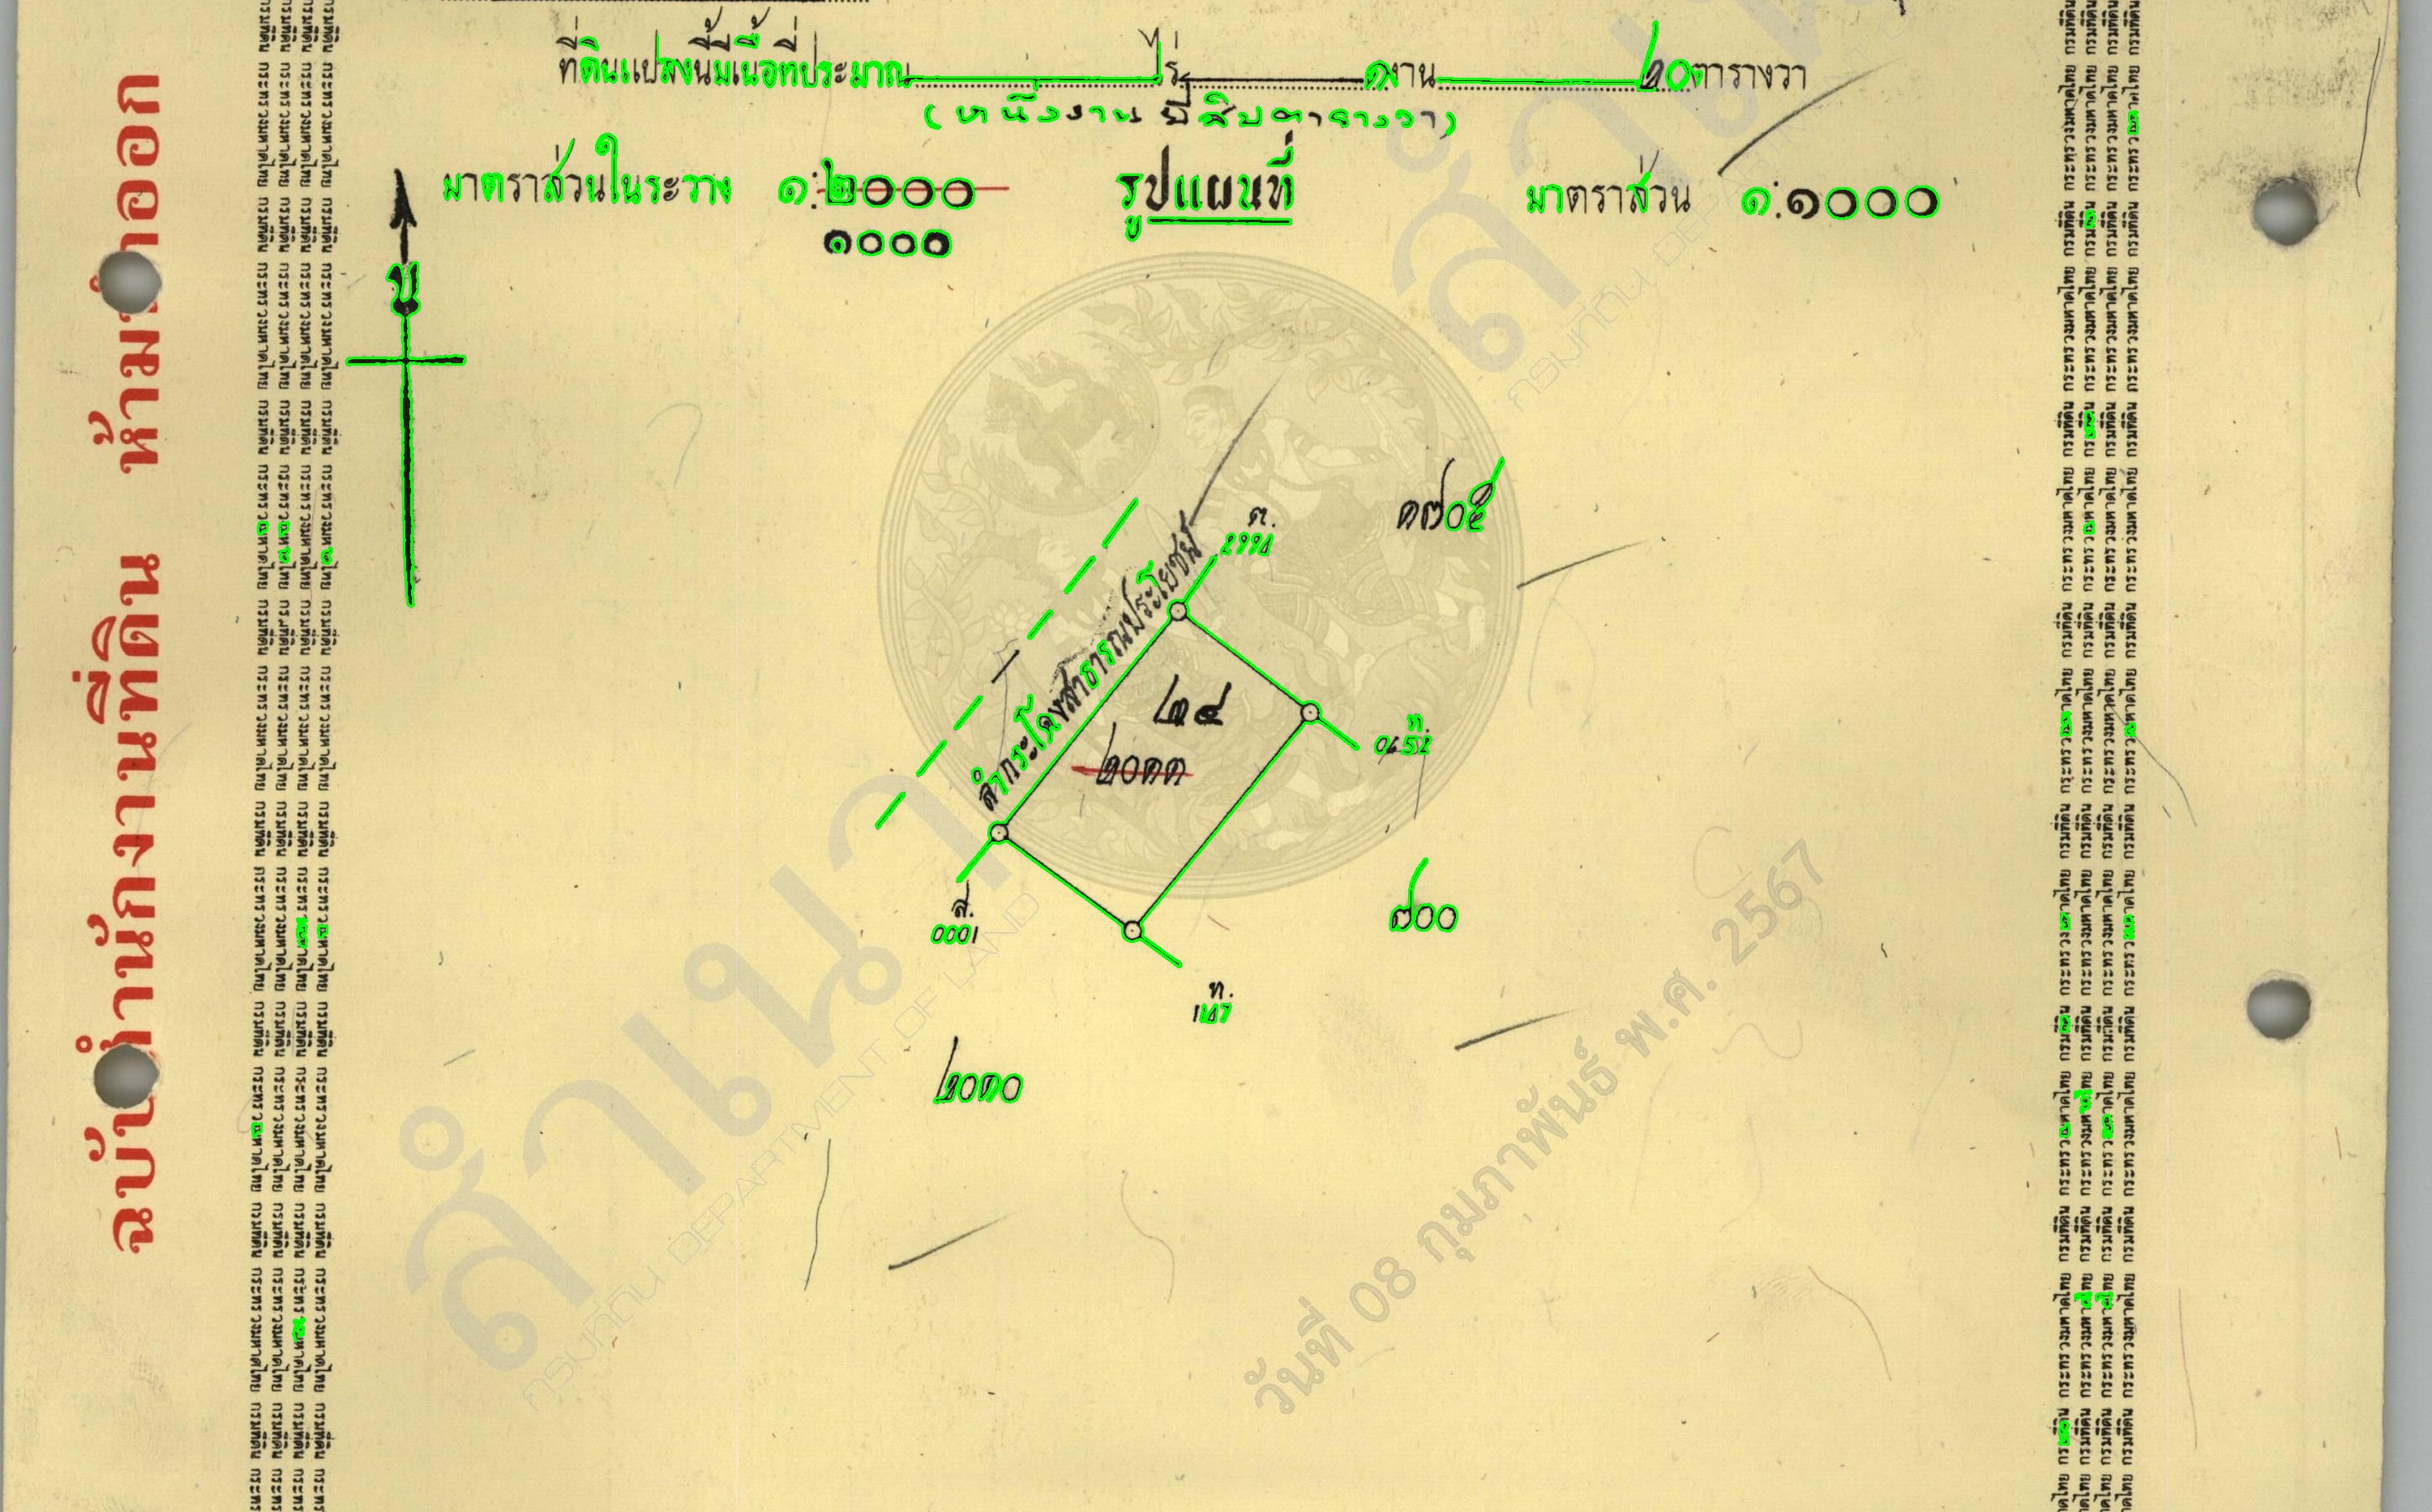 ที่ดินแปลงนี้มีเนื้อที่ประมาณ ไร่ ๑ งาน ๒๐ ตารางวา
(หนึ่งงาน ยี่สิบตารางวา)
มาตราส่วนในระวาง ๑:๒๐๐๐ รูปแผนที่ มาตราส่วน ๑:๑๐๐๐
๑๐๐๐
ข
๑๗๐๕
ต.
ลำกระโดงสาธารณประโยชน์
๒๔
๒๐๓๓
ท.
ส.
0001
๗๐๐
ท.
๒๐๓๐
ฉบับสำนักงานที่ดิน ห้ามนำออก
กรมที่ดิน กระทรวงมหาดไทย
สำเนา
กรมที่ดิน DEPARTMENT OF LAND
วันที่ 08 กุมภาพันธ์ พ.ศ. 2567